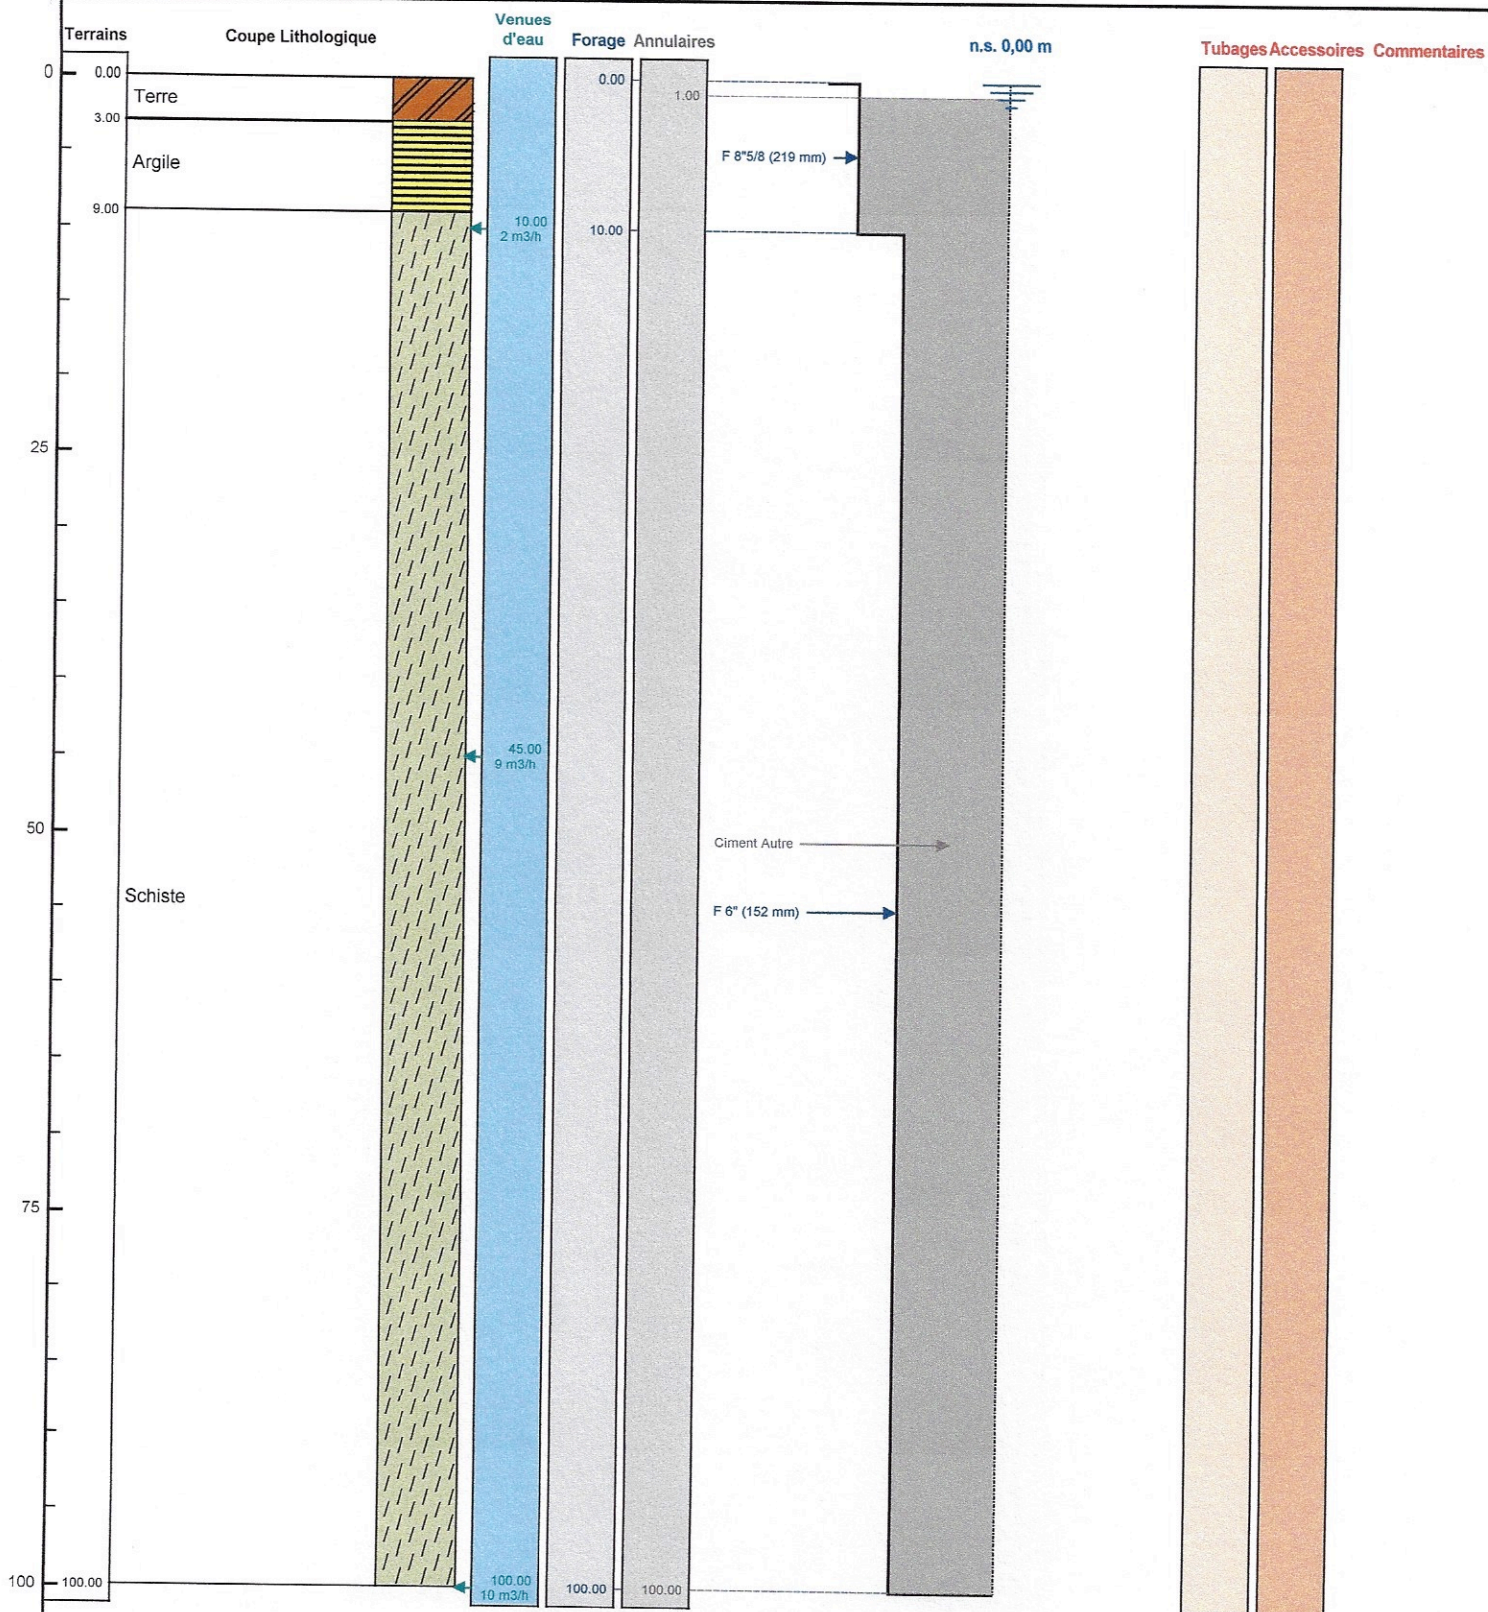 Terrains
Coupe Lithologique
Venues
d'eau
Forage
Annulaires
n.s. 0,00 m
Tubages
Accessoires
Commentaires
0
0.00
Terre
3.00
Argile
9.00
10.00
2 m3/h
0.00
1.00
F 8"5/8 (219 mm)
10.00
25
45.00
9 m3/h
50
Ciment Autre
Schiste
F 6" (152 mm)
75
100
100.00
100.00
10 m3/h
100.00
100.00